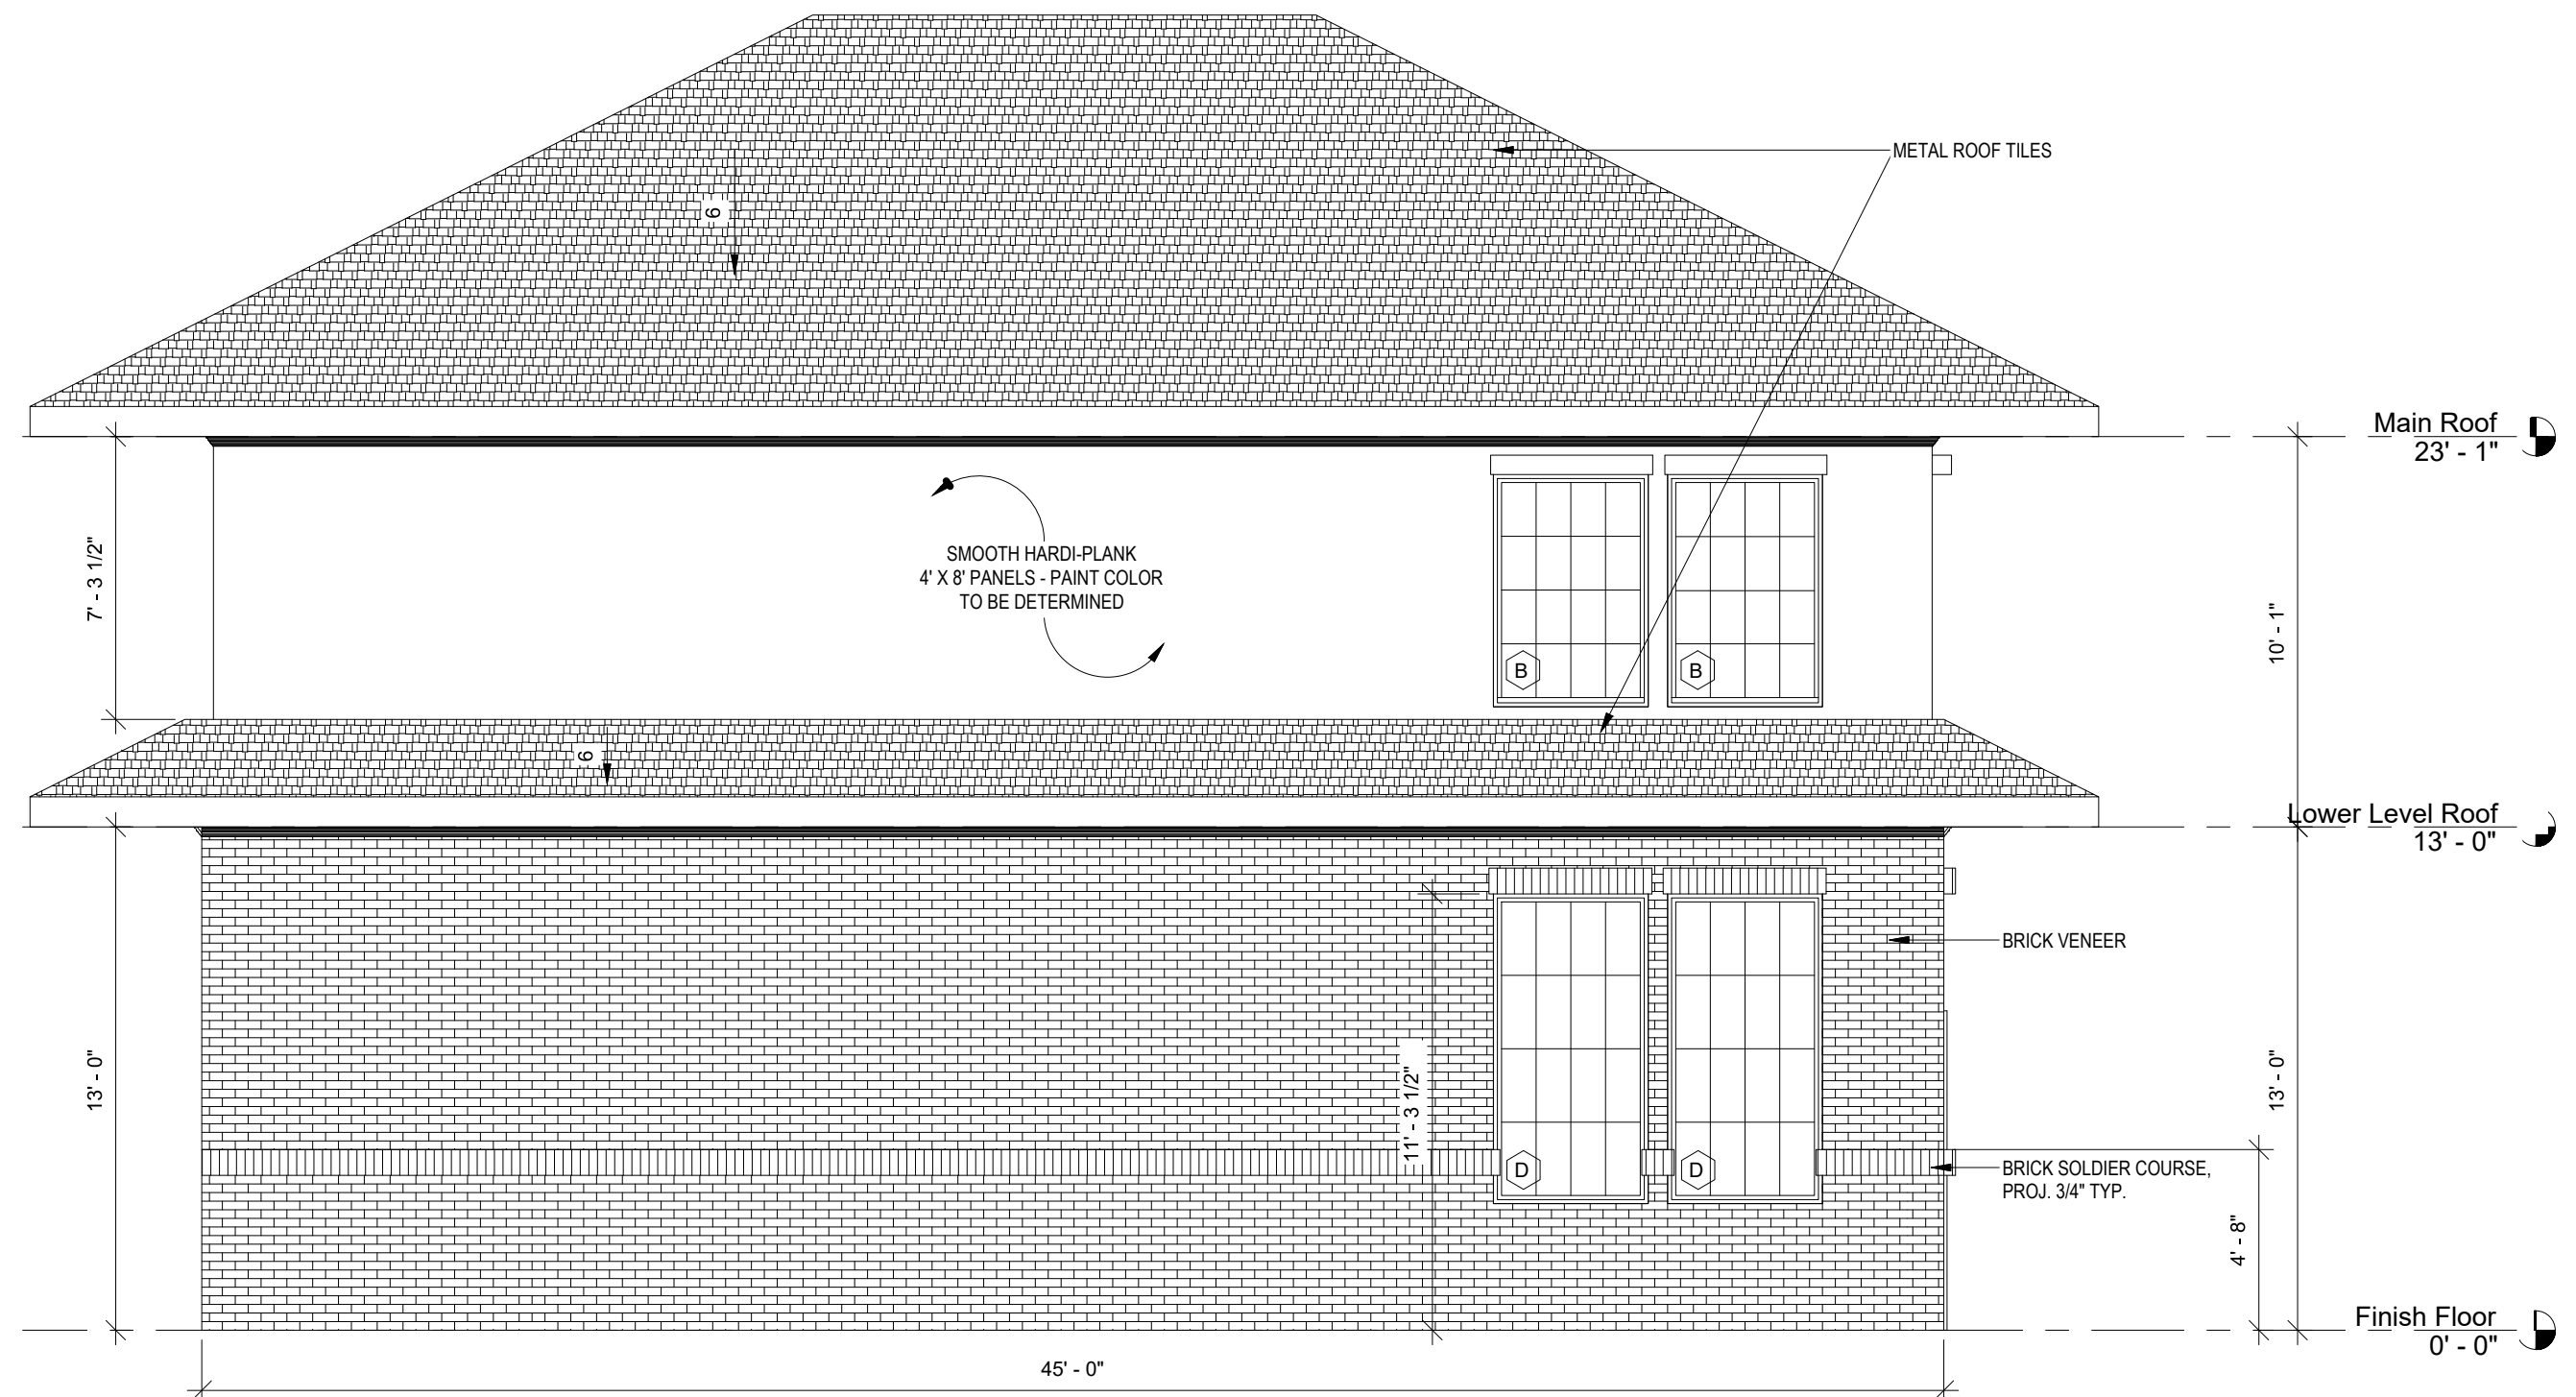 METAL ROOF TILES
6
Main Roof
23' - 1"
SMOOTH HARDI-PLANK
4' X 8' PANELS - PAINT COLOR
TO BE DETERMINED
7' - 3 1/2"
10' - 1"
B
B
6
Lower Level Roof
13' - 0"
BRICK VENEER
13' - 0"
11' - 3 1/2"
13' - 0"
D
D
BRICK SOLDIER COURSE,
PROJ. 3/4" TYP.
4' - 8"
Finish Floor
0' - 0"
45' - 0"